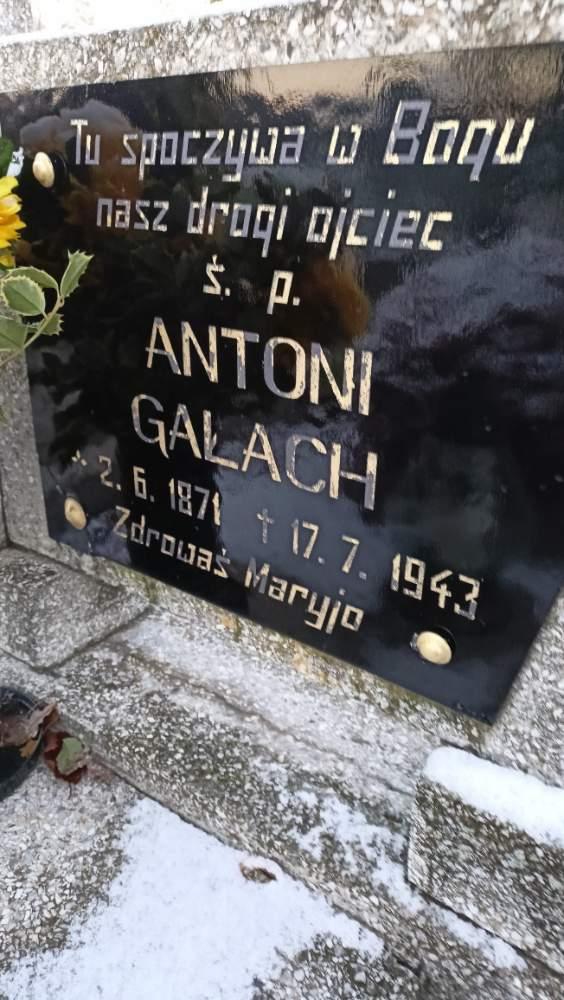 Tu spoczywa w Bogu
nasz drogi ojciec
ś. p.
ANTONI
GAŁACH
* 2. 6. 1871 † 17. 7. 1943
Zdrowaś Maryjo